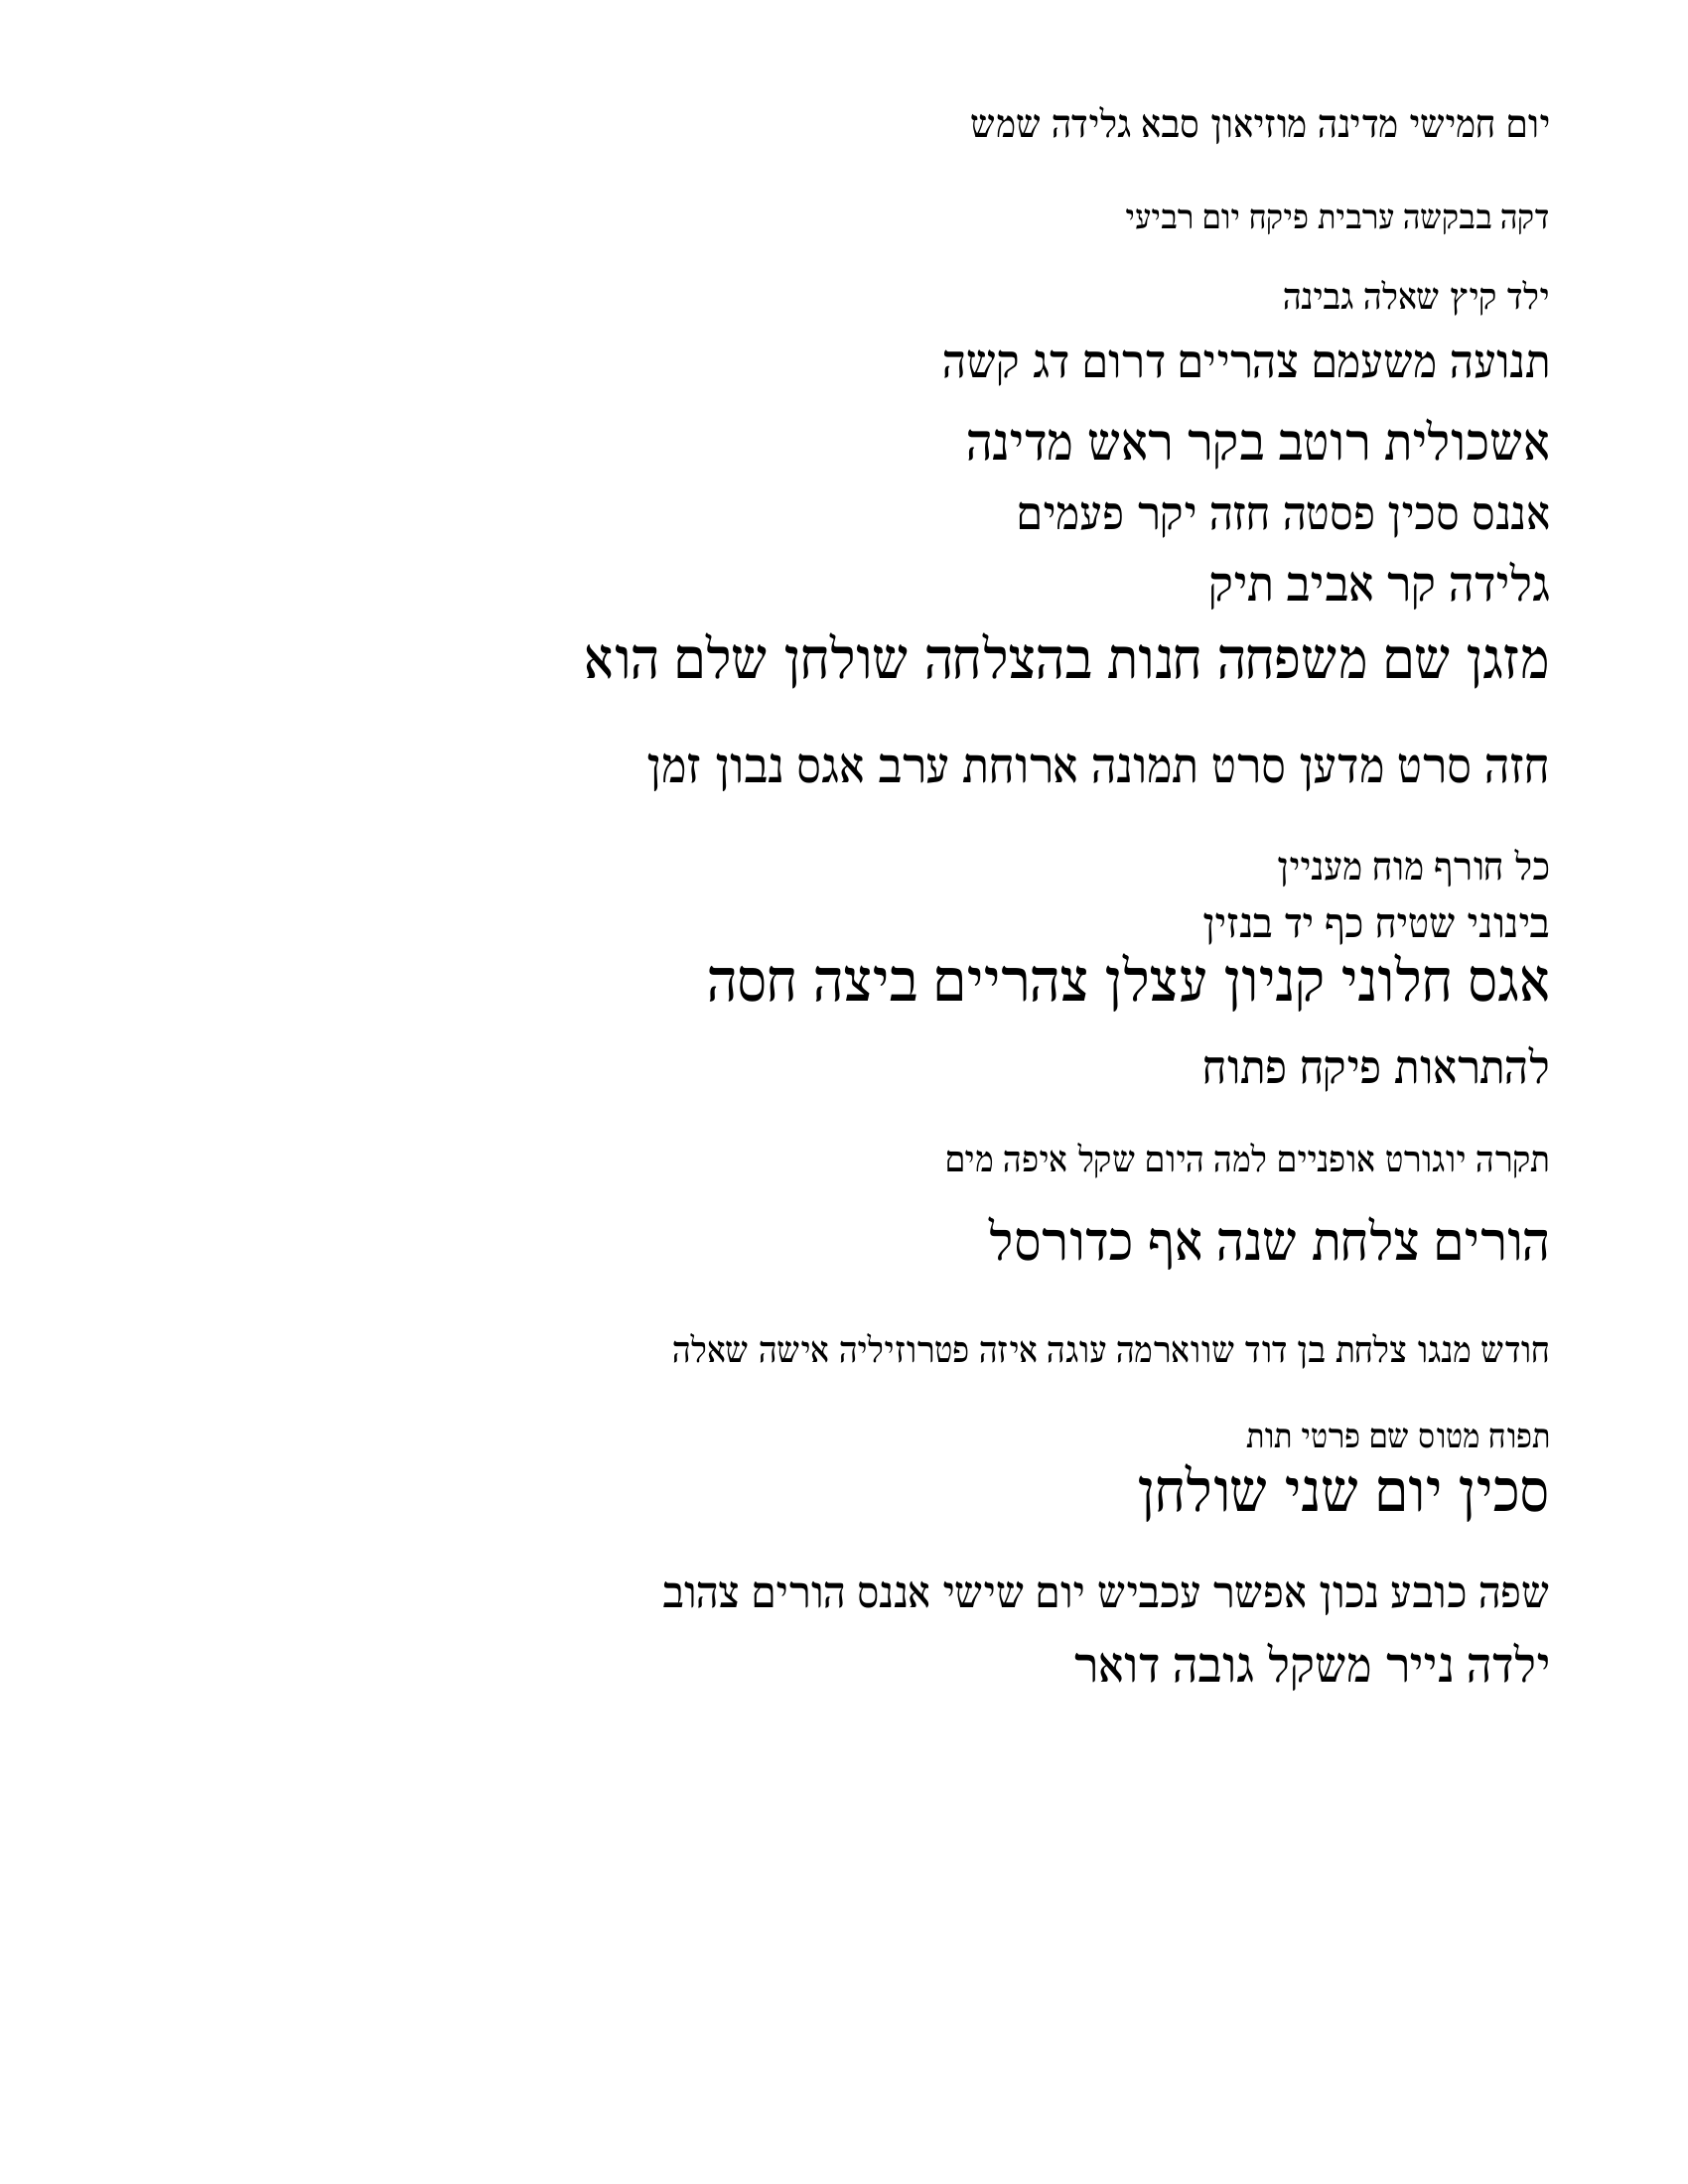 יום חמישי מדינה מוזיאון סבא גלידה שמש
דקה בבקשה ערבית פיקח יום רביעי
ילד קיץ שאלה גבינה
תנועה משעמם צהריים דרום דג קשה
אשכולית רוטב בקר ראש מדינה
אננס סכין פסטה חזה יקר פעמים
גלידה קר אביב תיק
מזגן שם משפחה חנות בהצלחה שולחן שלם הוא
חזה סרט מדען סרט תמונה ארוחת ערב אגס נבון זמן
כל חורף מוח מעניין
בינוני שטיח כף יד בנזין
אגס חלוני קניון עצלן צהריים ביצה חסה
להתראות פיקח פתוח
תקרה יוגורט אופניים למה היום שקל איפה מים
הורים צלחת שנה אף כדורסל
חודש מנגו צלחת בן דוד שווארמה עוגה איזה פטרוזיליה אישה שאלה
תפוח מטוס שם פרטי תות
סכין יום שני שולחן
שפה כובע נכון אפשר עכביש יום שישי אננס הורים צהוב
ילדה נייר משקל גובה דואר